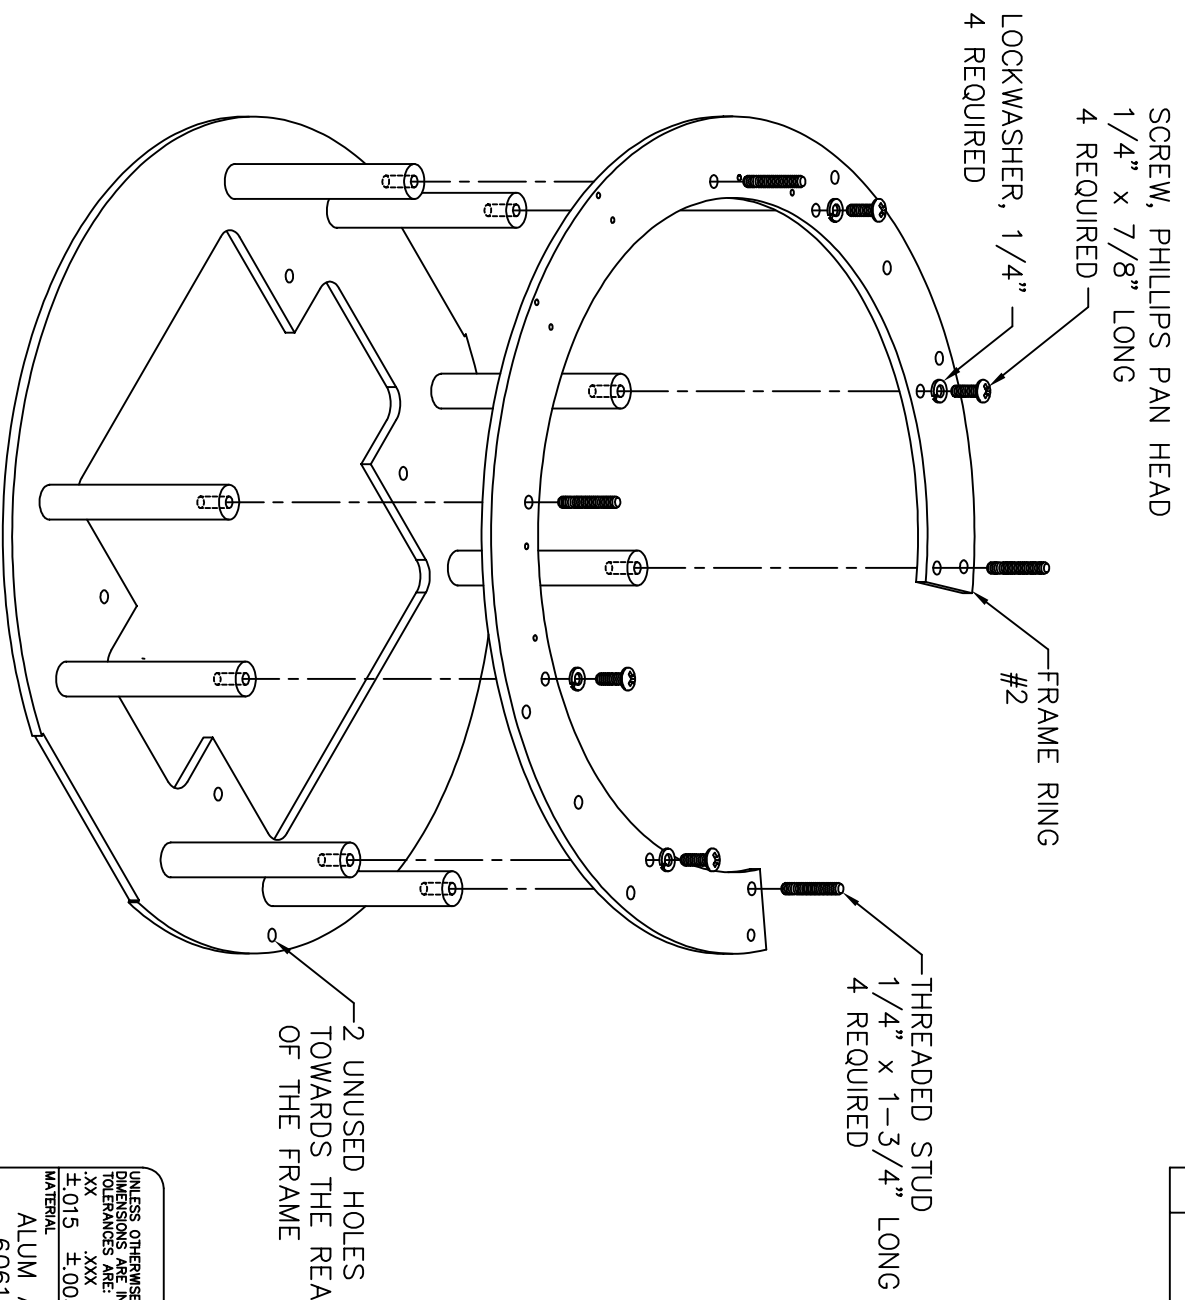 SCREW, PHILLIPS PAN HEAD
1/4" x 7/8" LONG
4 REQUIRED
LOCKWASHER, 1/4"
4 REQUIRED
FRAME RING
#2
THREADED STUD
1/4" x 1-3/4" LONG
4 REQUIRED
2 UNUSED HOLES
TOWARDS THE REA
OF THE FRAME
UNLESS OTHERWISE
DIMENSIONS ARE IN
TOLERANCES ARE:
.XX .XXX
±.015 ±.00
MATERIAL
ALUM A
6061